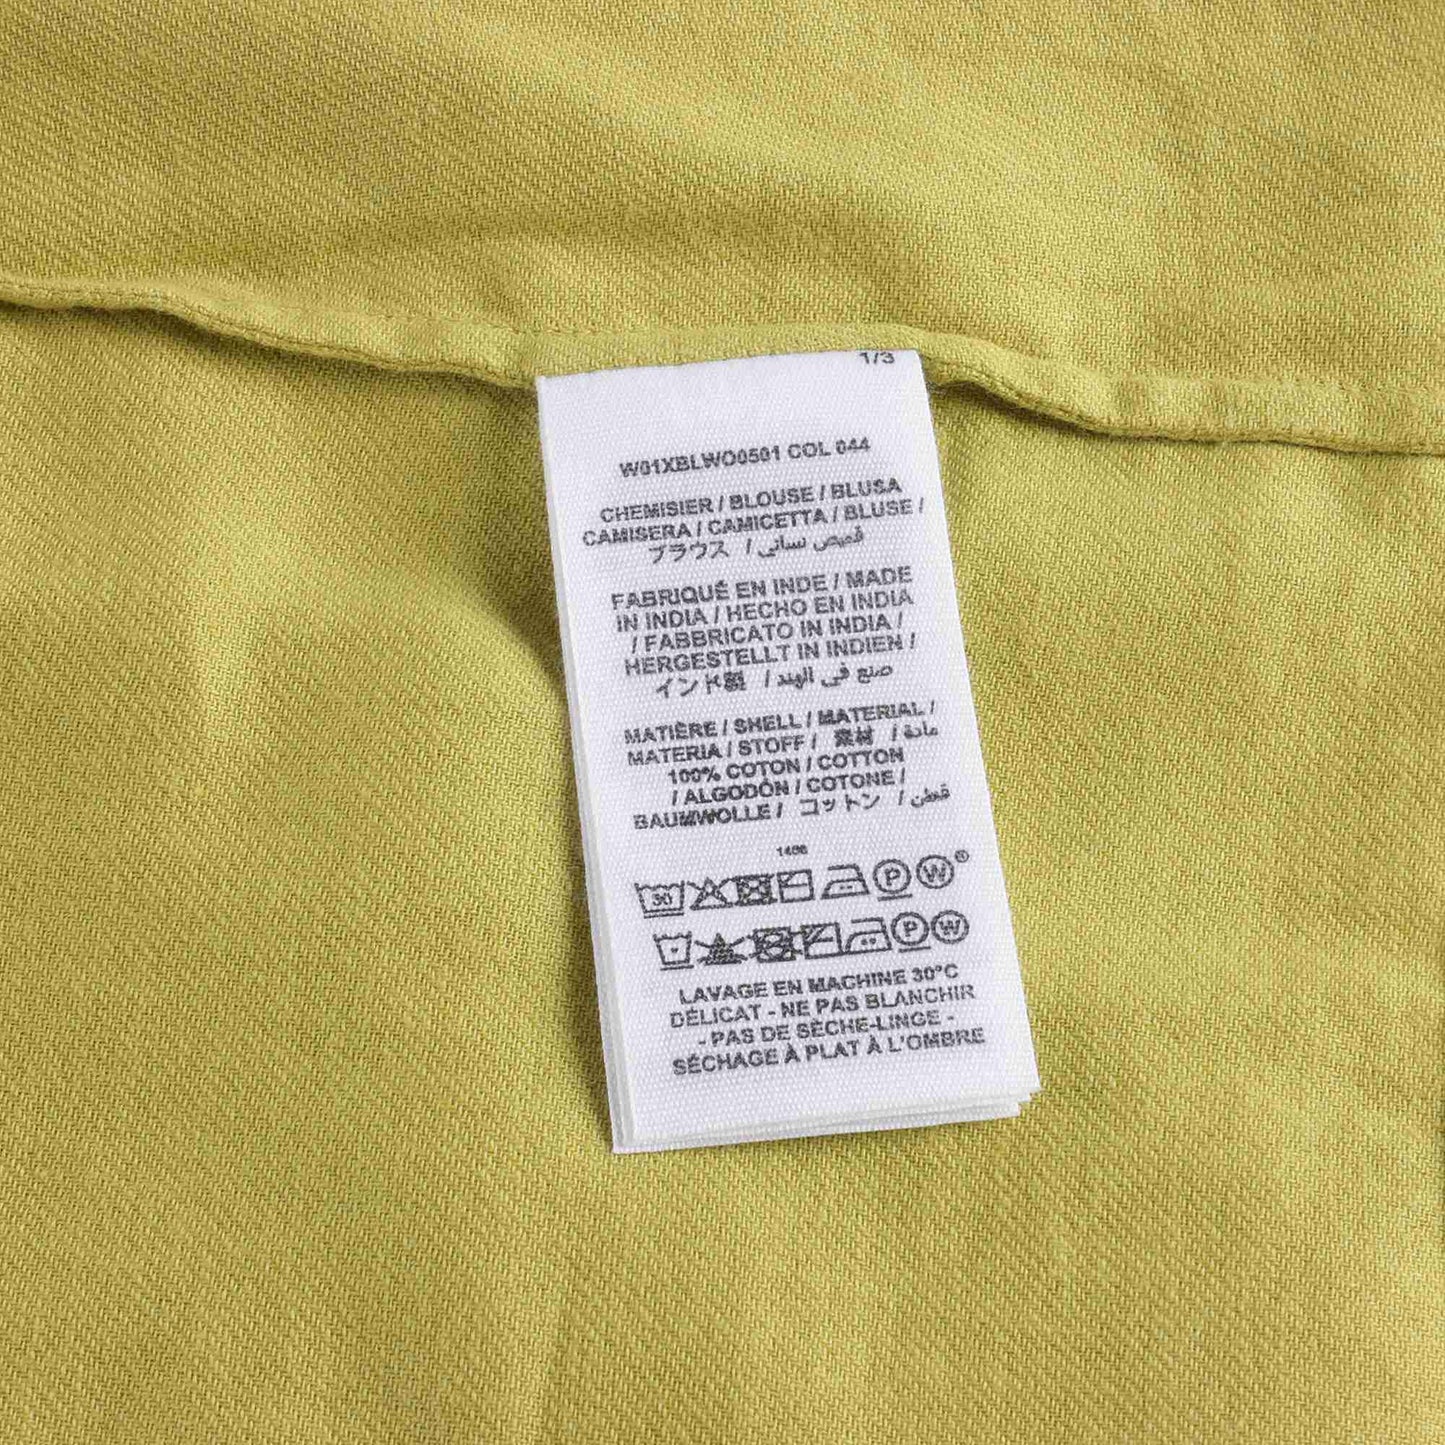 1/3
W01XBLWO0501 COL 044
CHEMISIER / BLOUSE / BLUSA
CAMISERA / CAMICETTA / BLUSE /
ブラウス / قميص نسائي
FABRIQUÉ EN INDE / MADE
IN INDIA / HECHO EN INDIA
/ FABBRICATO IN INDIA /
HERGESTELLT IN INDIEN /
インド製 / صنع في الهند
MATIÈRE / SHELL / MATERIAL /
MATERIA / STOFF / 素材 / مادة
100% COTON / COTTON
/ ALGODÓN / COTONE /
BAUMWOLLE / コットン / قطن
30 P W ®
P W
LAVAGE EN MACHINE 30°C
DÉLICAT - NE PAS BLANCHIR
- PAS DE SÈCHE-LINGE -
SÉCHAGE À PLAT À L'OMBRE